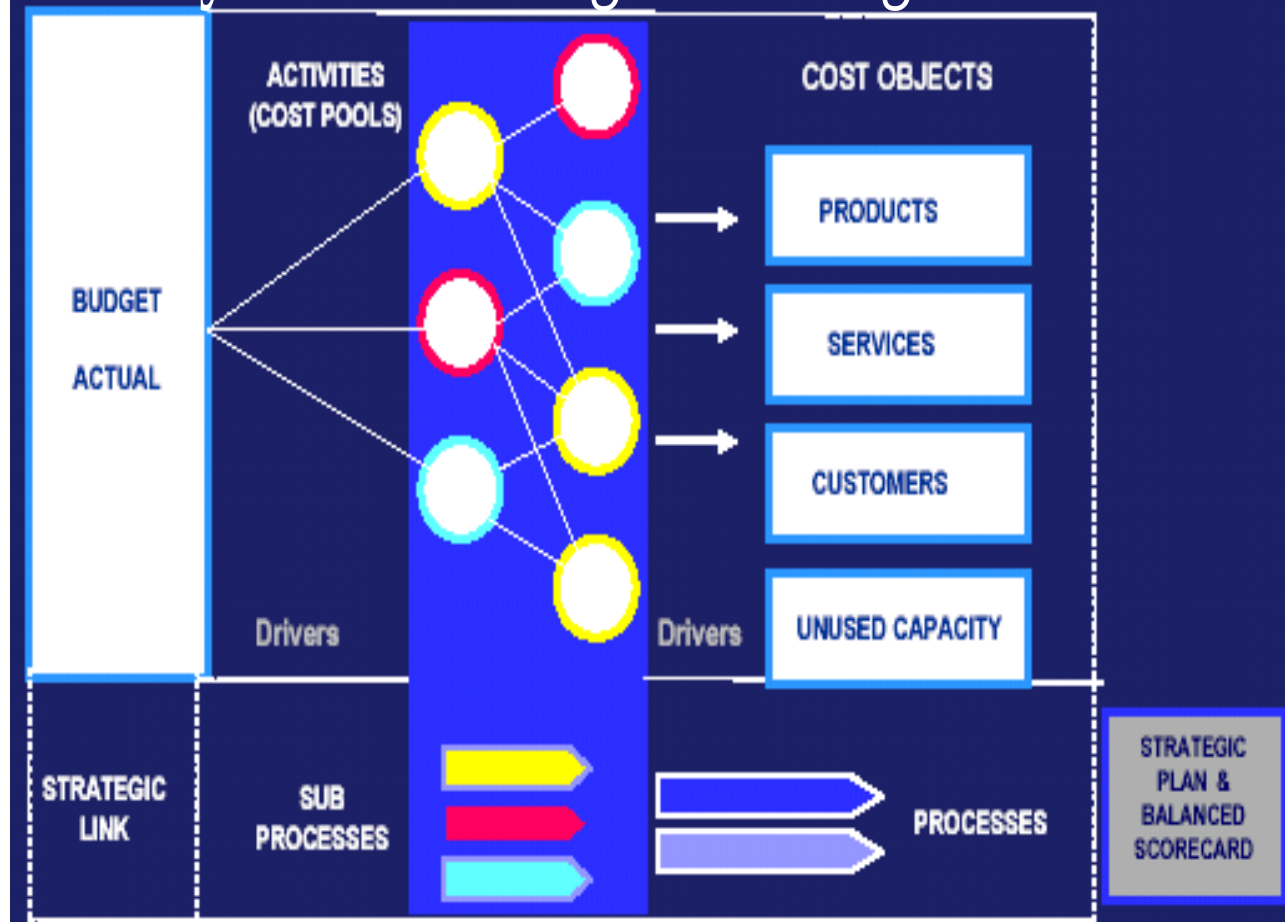 ACTIVITIES
(COST POOLS)
COST OBJECTS
BUDGET
ACTUAL
PRODUCTS
SERVICES
CUSTOMERS
UNUSED CAPACITY
Drivers
Drivers
STRATEGIC
LINK
SUB
PROCESSES
PROCESSES
STRATEGIC
PLAN &
BALANCED
SCORECARD